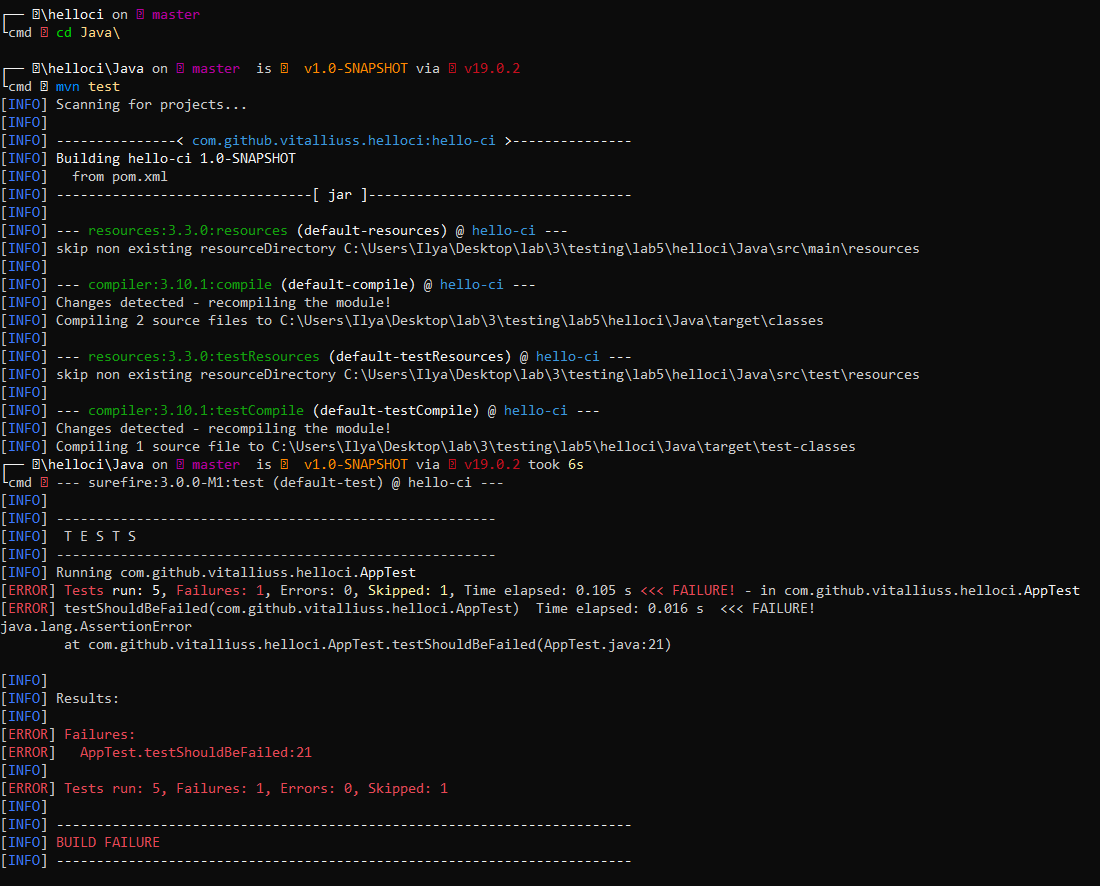 \helloci on master
cmd cd Java\
\helloci\Java on master is v1.0-SNAPSHOT via v19.0.2
cmd mvn test
[INFO] Scanning for projects...
[INFO]
[INFO] ---------------< com.github.vitalliuss.helloci:hello-ci >---------------
[INFO] Building hello-ci 1.0-SNAPSHOT
[INFO]   from pom.xml
[INFO] --------------------------------[ jar ]---------------------------------
[INFO]
[INFO] --- resources:3.3.0:resources (default-resources) @ hello-ci ---
[INFO] skip non existing resourceDirectory C:\Users\Ilya\Desktop\lab\3\testing\lab5\helloci\Java\src\main\resources
[INFO]
[INFO] --- compiler:3.10.1:compile (default-compile) @ hello-ci ---
[INFO] Changes detected - recompiling the module!
[INFO] Compiling 2 source files to C:\Users\Ilya\Desktop\lab\3\testing\lab5\helloci\Java\target\classes
[INFO]
[INFO] --- resources:3.3.0:testResources (default-testResources) @ hello-ci ---
[INFO] skip non existing resourceDirectory C:\Users\Ilya\Desktop\lab\3\testing\lab5\helloci\Java\src\test\resources
[INFO]
[INFO] --- compiler:3.10.1:testCompile (default-testCompile) @ hello-ci ---
[INFO] Changes detected - recompiling the module!
[INFO] Compiling 1 source file to C:\Users\Ilya\Desktop\lab\3\testing\lab5\helloci\Java\target\test-classes
\helloci\Java on master is v1.0-SNAPSHOT via v19.0.2 took 6s
cmd --- surefire:3.0.0-M1:test (default-test) @ hello-ci ---
[INFO]
[INFO] -------------------------------------------------------
[INFO]  T E S T S
[INFO] -------------------------------------------------------
[INFO] Running com.github.vitalliuss.helloci.AppTest
[ERROR] Tests run: 5, Failures: 1, Errors: 0, Skipped: 1, Time elapsed: 0.105 s <<< FAILURE! - in com.github.vitalliuss.helloci.AppTest
[ERROR] testShouldBeFailed(com.github.vitalliuss.helloci.AppTest)  Time elapsed: 0.016 s  <<< FAILURE!
java.lang.AssertionError
        at com.github.vitalliuss.helloci.AppTest.testShouldBeFailed(AppTest.java:21)
[INFO]
[INFO] Results:
[INFO]
[ERROR] Failures:
[ERROR]   AppTest.testShouldBeFailed:21
[INFO]
[ERROR] Tests run: 5, Failures: 1, Errors: 0, Skipped: 1
[INFO]
[INFO] ------------------------------------------------------------------------
[INFO] BUILD FAILURE
[INFO] ------------------------------------------------------------------------